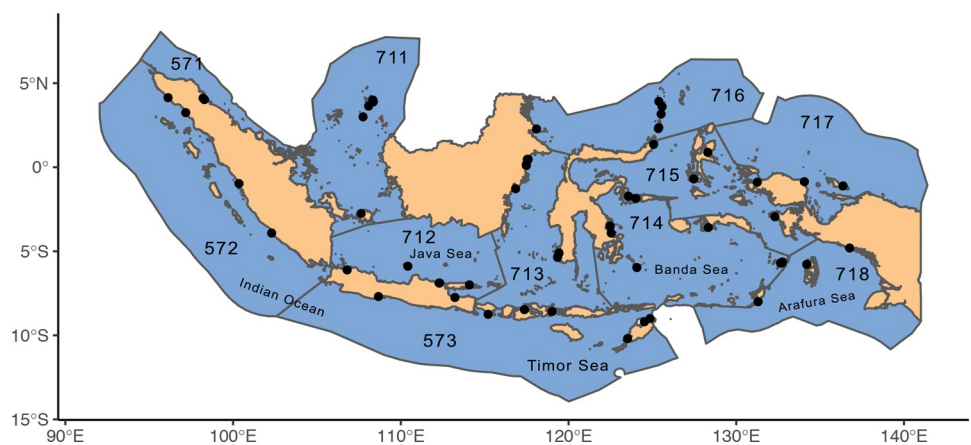 571
711
5°N
716
717
0°
715
714
712
Java Sea
572
713
Banda Sea
718
5°S
Indian Ocean
Arafura Sea
573
10°S
Timor Sea
15°S
90°E
100°E
110°E
120°E
130°E
140°E